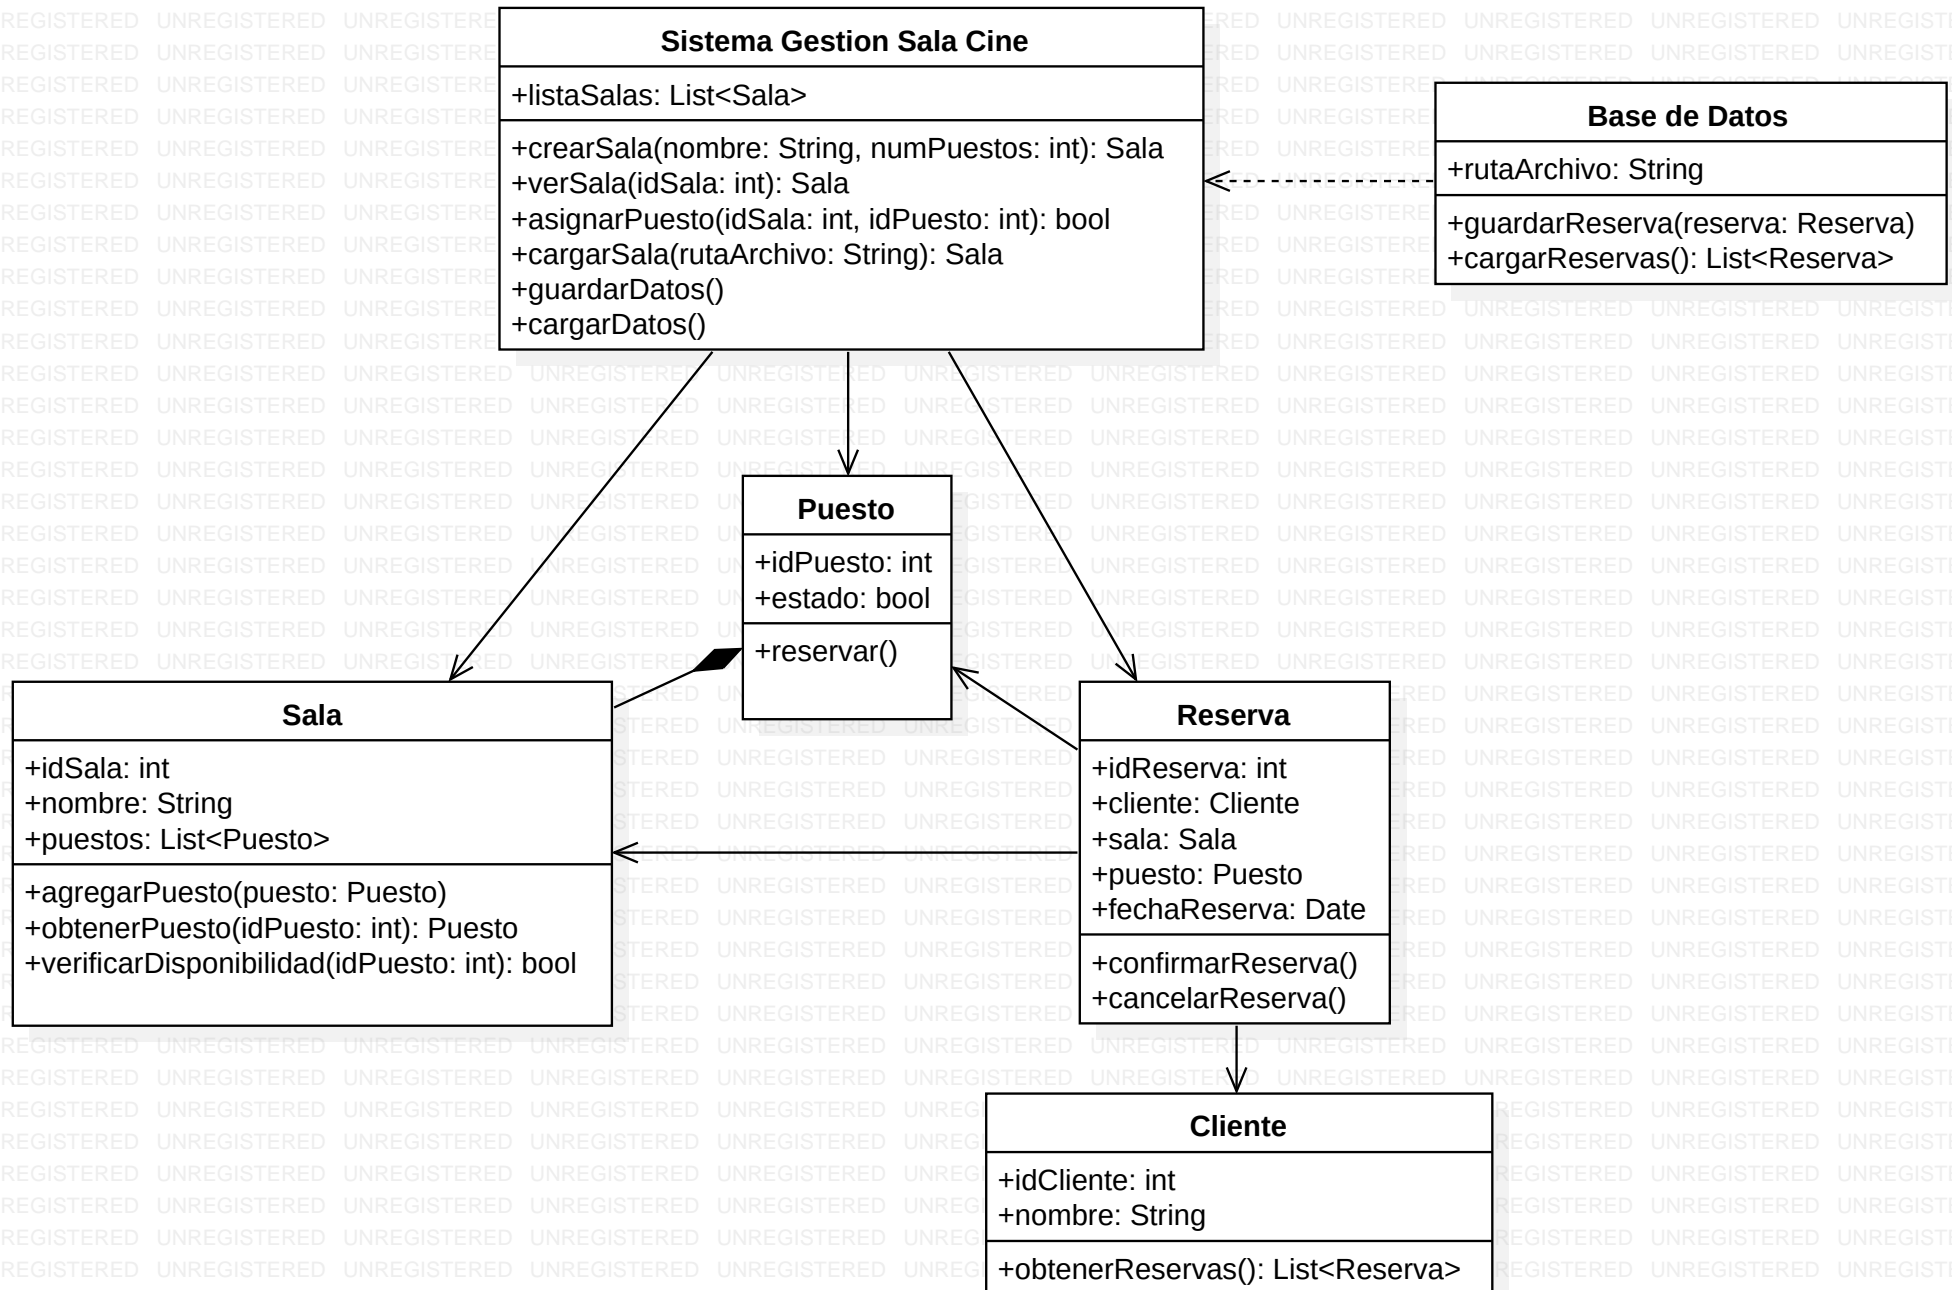 Sistema Gestion Sala Cine
+listaSalas: List<Sala>
+crearSala(nombre: String, numPuestos: int): Sala
+verSala(idSala: int): Sala
+asignarPuesto(idSala: int, idPuesto: int): bool
+cargarSala(rutaArchivo: String): Sala
+guardarDatos()
+cargarDatos()
Base de Datos
+rutaArchivo: String
+guardarReserva(reserva: Reserva)
+cargarReservas(): List<Reserva>
Puesto
+idPuesto: int
+estado: bool
+reservar()
Sala
+idSala: int
+nombre: String
+puestos: List<Puesto>
+agregarPuesto(puesto: Puesto)
+obtenerPuesto(idPuesto: int): Puesto
+verificarDisponibilidad(idPuesto: int): bool
Reserva
+idReserva: int
+cliente: Cliente
+sala: Sala
+puesto: Puesto
+fechaReserva: Date
+confirmarReserva()
+cancelarReserva()
Cliente
+idCliente: int
+nombre: String
+obtenerReservas(): List<Reserva>
UNREGISTERED